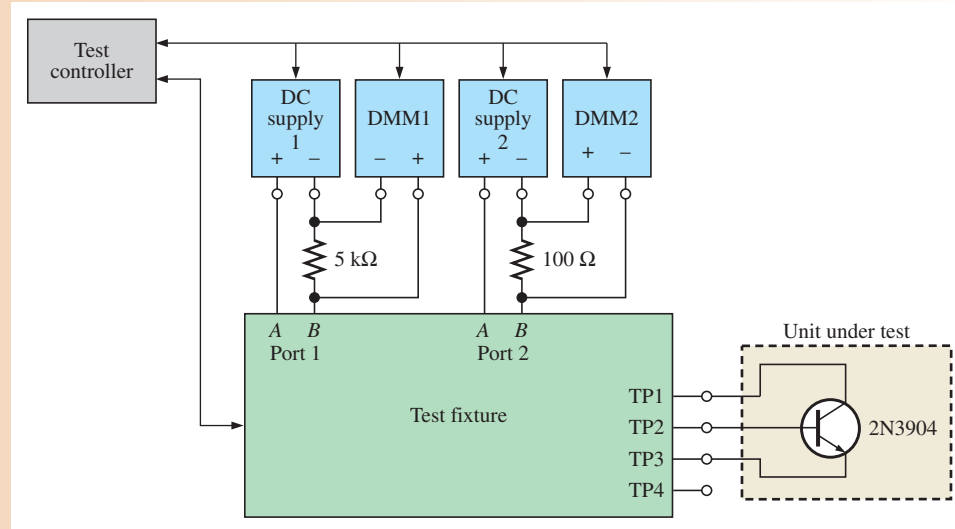 Test
controller
DC
supply
1
+ –
DMM1
– +
DC
supply
2
+ –
DMM2
+ –
5 kΩ
100 Ω
A B
Port 1
A B
Port 2
Test fixture
TP1
TP2
TP3
TP4
Unit under test
2N3904